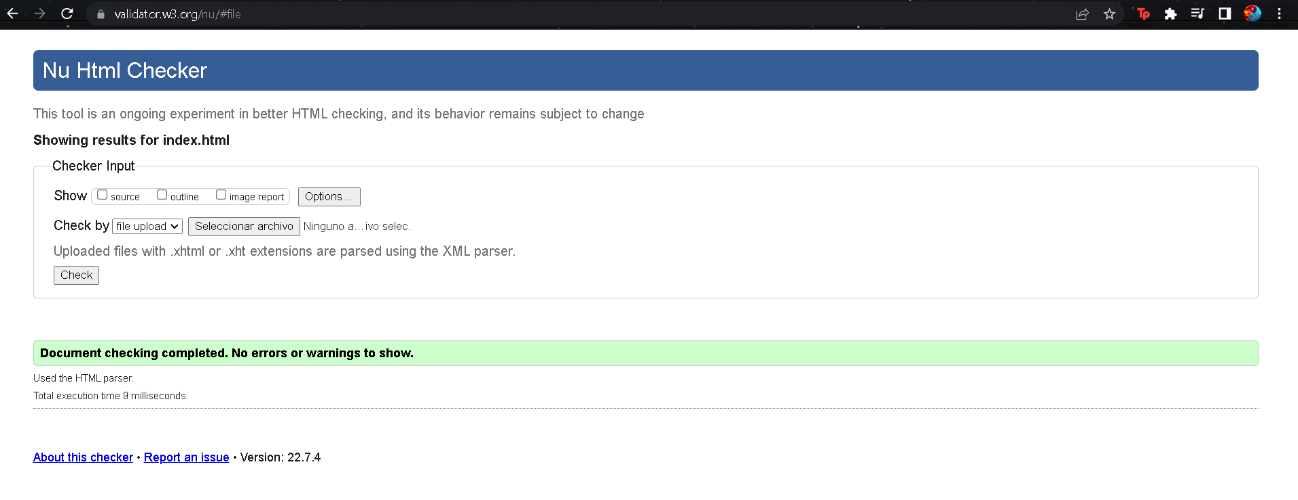 validator.w3.org/nu/#file
Tp
Nu Html Checker
This tool is an ongoing experiment in better HTML checking, and its behavior remains subject to change
Showing results for index.html
Checker Input
Show source outline image report Options...
Check by file upload Seleccionar archivo Ninguno a...ivo selec.
Uploaded files with .xhtml or .xht extensions are parsed using the XML parser.
Check
Document checking completed. No errors or warnings to show.
Used the HTML parser.
Total execution time 9 milliseconds.
About this checker • Report an issue • Version: 22.7.4